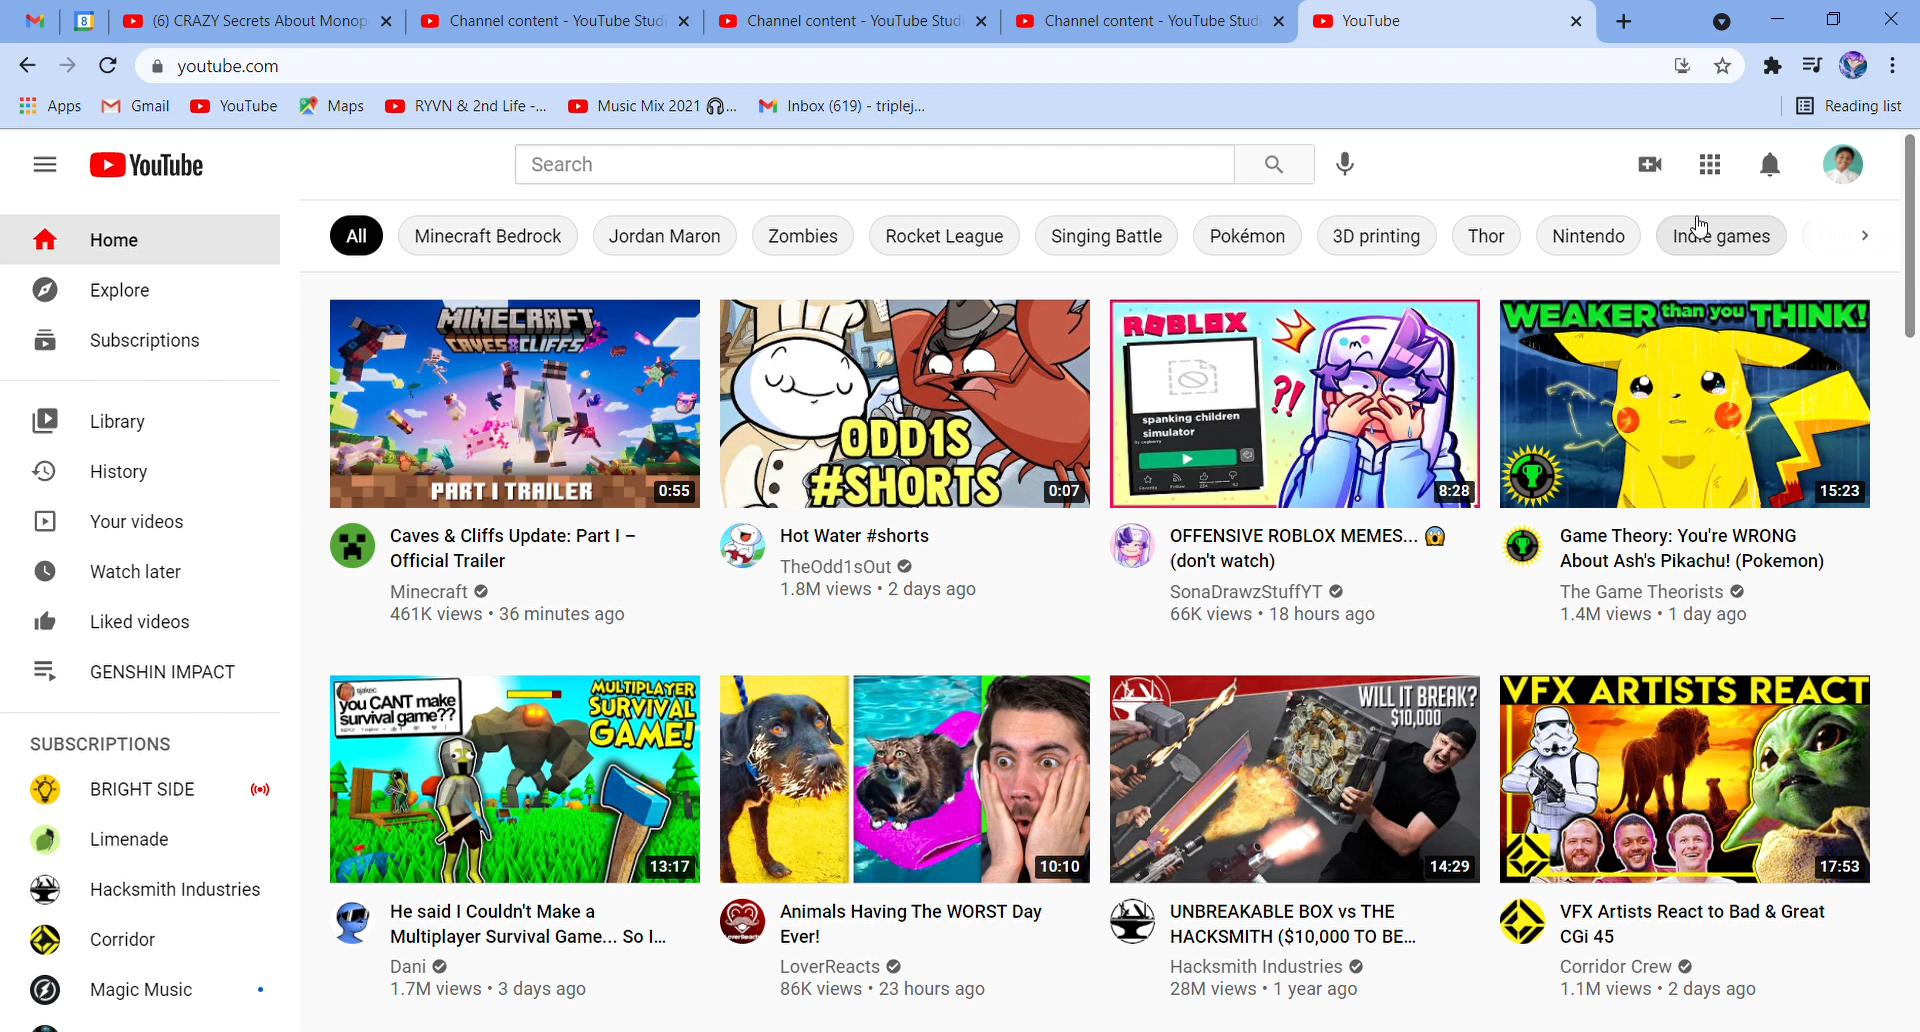 8 (6) CRAZY Secrets About Monop Channel content - YouTube Studi Channel content - YouTube Studi Channel content - YouTube Studi YouTube
youtube.com
Apps Gmail YouTube Maps RYVN & 2nd Life -... Music Mix 2021 🎧... Inbox (619) - triplej... Reading list
YouTube Search
Home
Explore
Subscriptions
Library
History
Your videos
Watch later
Liked videos
GENSHIN IMPACT
SUBSCRIPTIONS
BRIGHT SIDE
Limenade
Hacksmith Industries
Corridor
Magic Music
All Minecraft Bedrock Jordan Maron Zombies Rocket League Singing Battle Pokémon 3D printing Thor Nintendo Indie games
MINECRAFT
CAVES & CLIFFS
PART I TRAILER
0:55
Caves & Cliffs Update: Part I –
Official Trailer
Minecraft
461K views • 36 minutes ago
ODD1S
#SHORTS
0:07
Hot Water #shorts
TheOdd1sOut
1.8M views • 2 days ago
ROBLOX
?!
spanking children
simulator
Favorite Follow
8:28
OFFENSIVE ROBLOX MEMES... 😱
(don't watch)
SonaDrawzStuffYT
66K views • 18 hours ago
WEAKER than you THINK!
15:23
Game Theory: You're WRONG
About Ash's Pikachu! (Pokemon)
The Game Theorists
1.4M views • 1 day ago
you CANT make
survival game??
MULTIPLAYER
SURVIVAL
GAME!
13:17
He said I Couldn't Make a
Multiplayer Survival Game... So I...
Dani
1.7M views • 3 days ago
10:10
Animals Having The WORST Day
Ever!
LoverReacts
86K views • 23 hours ago
WILL IT BREAK?
$10,000
14:29
UNBREAKABLE BOX vs THE
HACKSMITH ($10,000 TO BE...
Hacksmith Industries
28M views • 1 year ago
VFX ARTISTS REACT
17:53
VFX Artists React to Bad & Great
CGi 45
Corridor Crew
1.1M views • 2 days ago